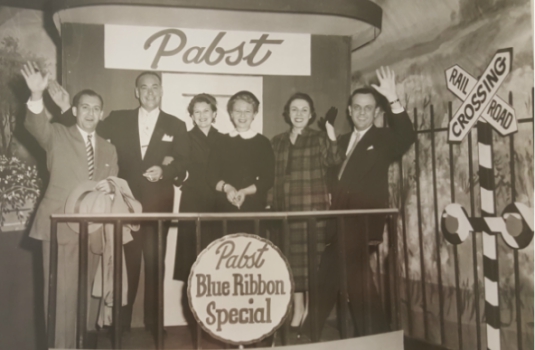 Pabst
RAIL ROAD
CROSSING
Pabst
Blue Ribbon
Special